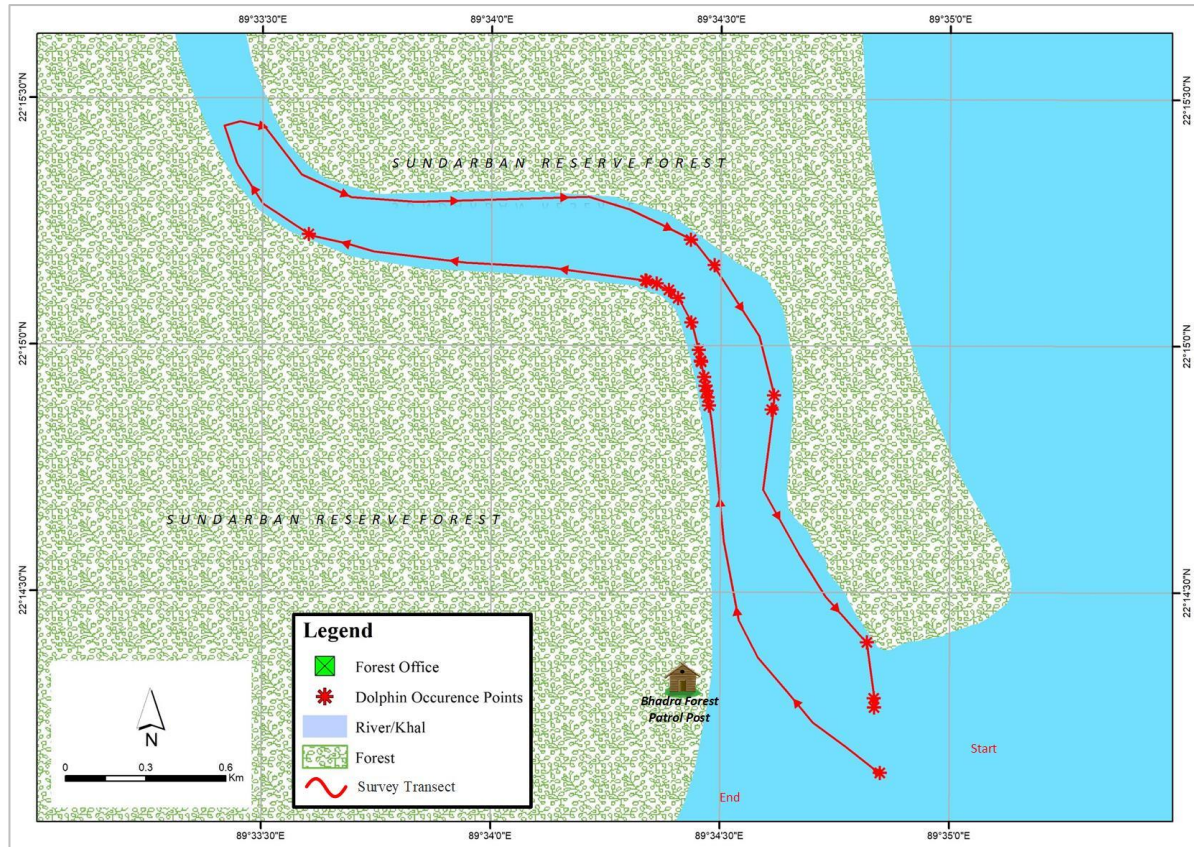 89°33'30"E
89°34'0"E
89°34'30"E
89°35'0"E
22°15'30"N
22°15'30"N
SUNDARBAN RESERVE FOREST
22°15'0"N
22°15'0"N
SUNDARBAN RESERVE FOREST
22°14'30"N
22°14'30"N
Legend
Forest Office
Dolphin Occurence Points
River/Khal
Forest
Survey Transect
N
0 0.3 0.6
Km
Bhadra Forest
Patrol Post
Start
End
89°33'30"E
89°34'0"E
89°34'30"E
89°35'0"E